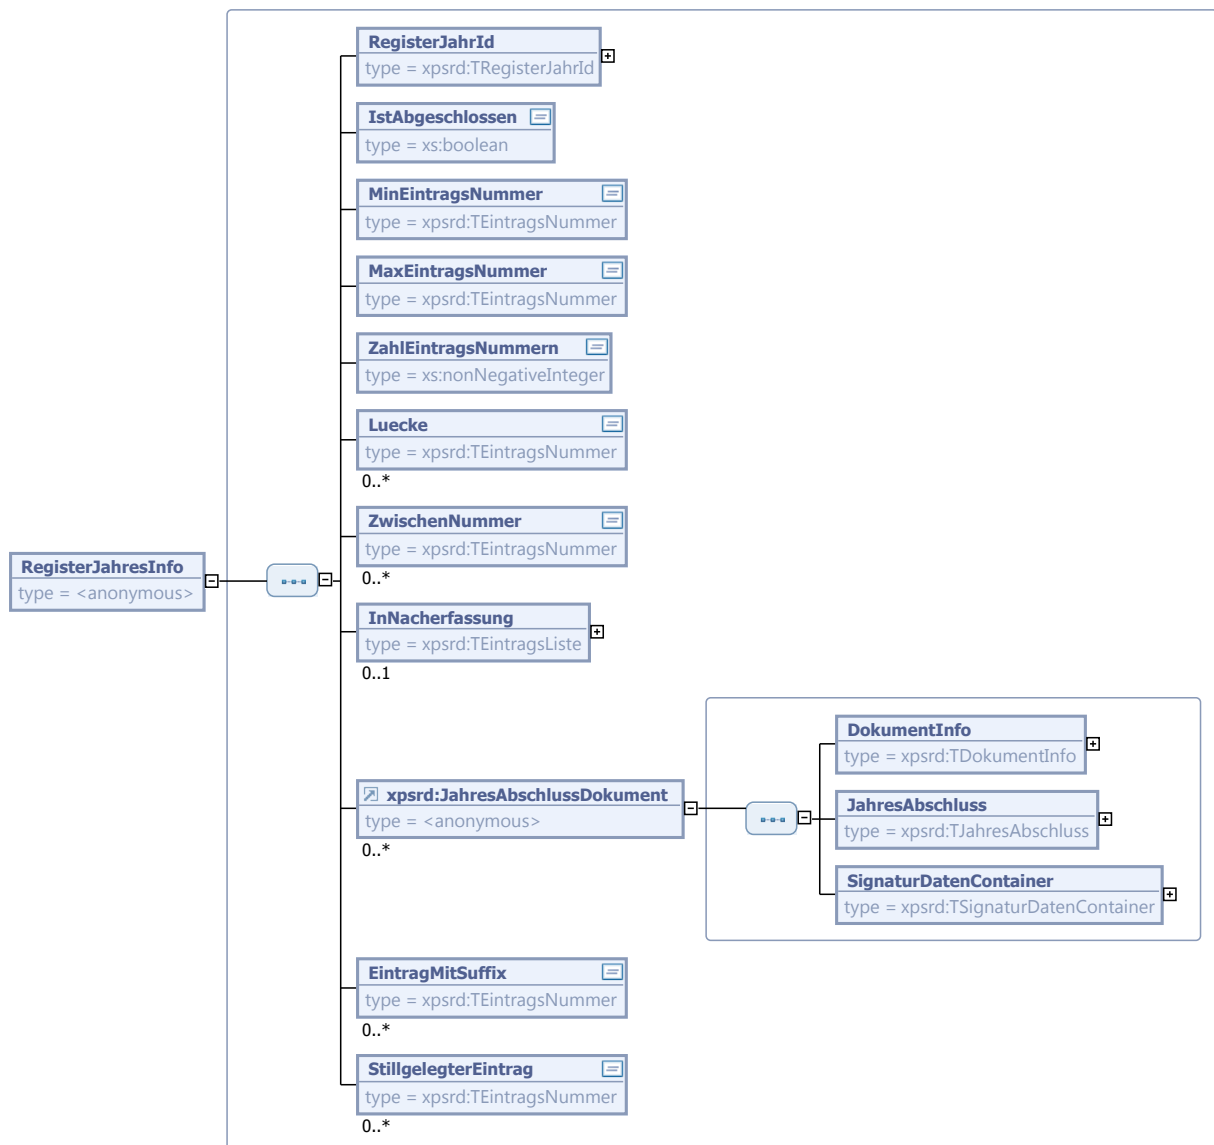 RegisterJahrId
type = xpsrd:TRegisterJahrId
IstAbgeschlossen
type = xs:boolean
MinEintragsNummer
type = xpsrd:TEintragsNummer
MaxEintragsNummer
type = xpsrd:TEintragsNummer
ZahlEintragsNummern
type = xs:nonNegativeInteger
Luecke
type = xpsrd:TEintragsNummer
0..*
ZwischenNummer
type = xpsrd:TEintragsNummer
0..*
RegisterJahresInfo
type = <anonymous>
InNacherfassung
type = xpsrd:TEintragsListe
0..1
xpsrd:JahresAbschlussDokument
type = <anonymous>
0..*
DokumentInfo
type = xpsrd:TDokumentInfo
JahresAbschluss
type = xpsrd:TJahresAbschluss
SignaturDatenContainer
type = xpsrd:TSignaturDatenContainer
EintragMitSuffix
type = xpsrd:TEintragsNummer
0..*
StillgelegterEintrag
type = xpsrd:TEintragsNummer
0..*